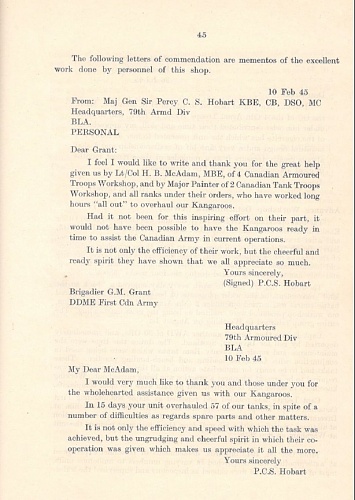 45
The following letters of commendation are mementos of the excellent
work done by personnel of this shop.
10 Feb 45
From: Maj Gen Sir Percy C. S. Hobart KBE, CB, DSO, MC
Headquarters, 79th Armd Div
BLA.
PERSONAL
Dear Grant:
I feel I would like to write and thank you for the great help
given us by Lt/Col H. B. McAdam, MBE, of 4 Canadian Armoured
Troops Workshop, and by Major Painter of 2 Canadian Tank Troops
Workshop, and all ranks under their orders, who have worked long
hours "all out" to overhaul our Kangaroos.
Had it not been for this inspiring effort on their part, it
would not have been possible to have the Kangaroos ready in
time to assist the Canadian Army in current operations.
It is not only the efficiency of their work, but the cheerful and
ready spirit they have shown that we all appreciate so much.
Yours sincerely,
(Signed) P.C.S. Hobart
Brigadier G.M. Grant
DDME First Cdn Army
Headquarters
79th Armoured Div
BLA
10 Feb 45
My Dear McAdam,
I would very much like to thank you and those under you for
the wholehearted assistance given us with our Kangaroos.
In 15 days your unit overhauled 57 of our tanks, in spite of a
number of difficulties as regards spare parts and other matters.
It is not only the efficiency and speed with which the task was
achieved, but the ungrudging and cheerful spirit in which their co-
operation was given which makes us appreciate it all the more.
Yours sincerely
P.C.S. Hobart